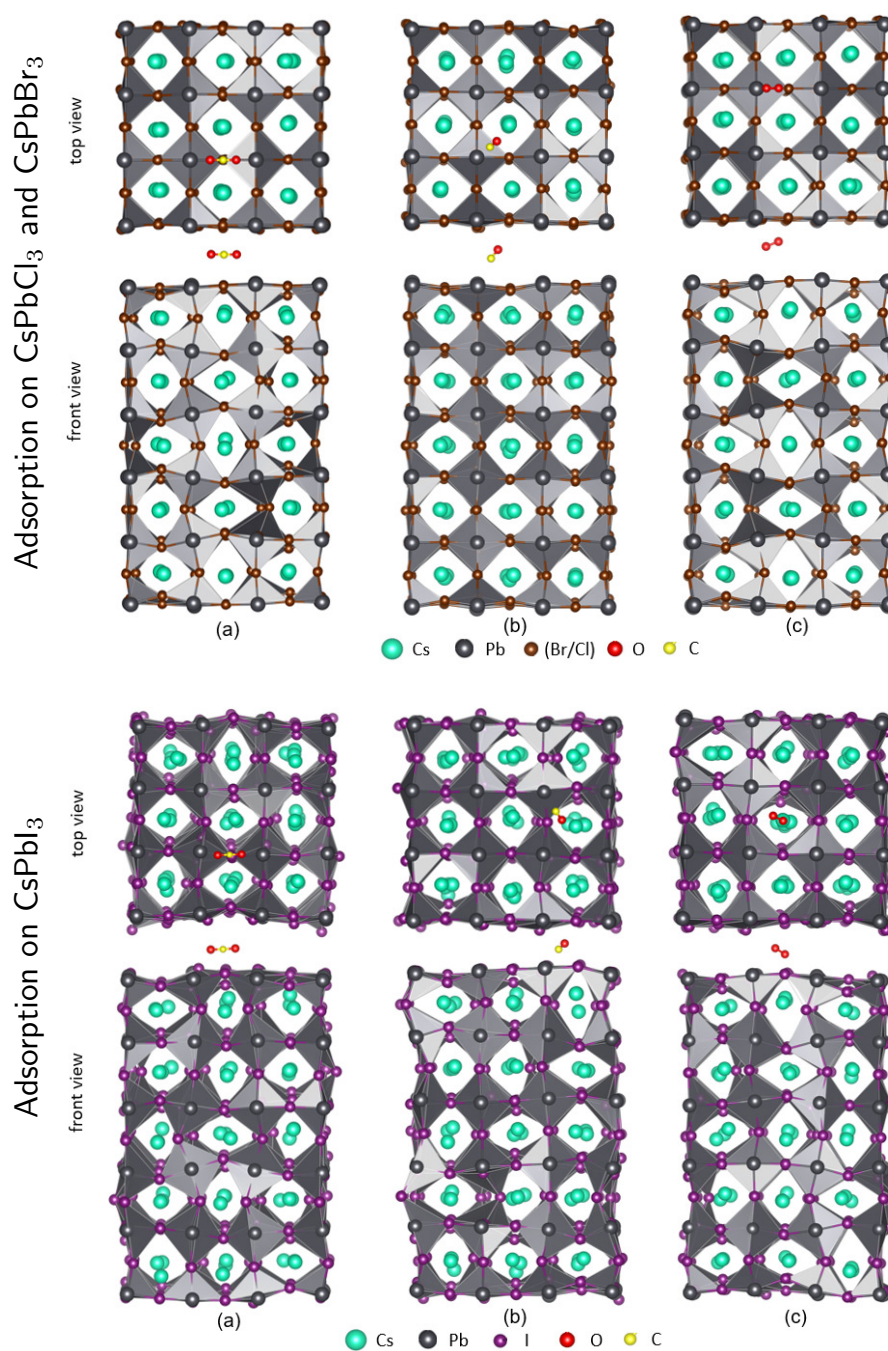 Adsorption on CsPbCl₃ and CsPbBr₃
top view
front view
(a)
(b)
(c)
Cs Pb (Br/Cl) O C
Adsorption on CsPbI₃
top view
front view
(a)
(b)
(c)
Cs Pb I O C